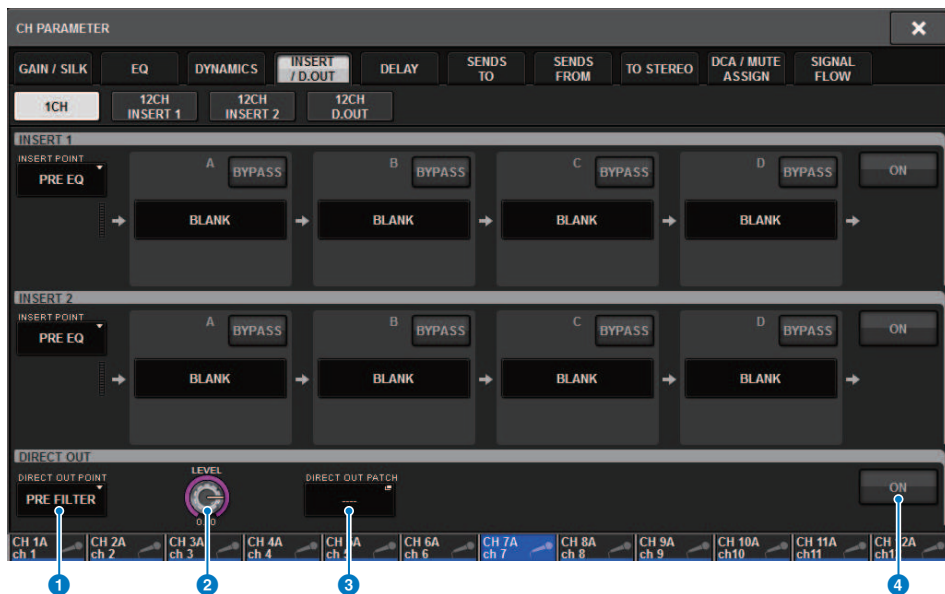 CH PARAMETER
GAIN / SILK
EQ
DYNAMICS
INSERT
/ D.OUT
DELAY
SENDS
TO
SENDS
FROM
TO STEREO
DCA / MUTE
ASSIGN
SIGNAL
FLOW
1CH
12CH
INSERT 1
12CH
INSERT 2
12CH
D.OUT
INSERT 1
INSERT POINT
PRE EQ
A
BYPASS
BLANK
B
BYPASS
BLANK
C
BYPASS
BLANK
D
BYPASS
BLANK
ON
INSERT 2
INSERT POINT
PRE EQ
A
BYPASS
BLANK
B
BYPASS
BLANK
C
BYPASS
BLANK
D
BYPASS
BLANK
ON
DIRECT OUT
DIRECT OUT POINT
PRE FILTER
LEVEL
DIRECT OUT PATCH
----
ON
CH 1A
ch 1
CH 2A
ch 2
CH 3A
ch 3
CH 4A
ch 4
CH
ch
CH 6A
ch 6
CH 7A
ch 7
CH 8A
ch 8
CH 9A
ch 9
CH 10A
ch10
CH 11A
ch11
CH
1
2
3
4